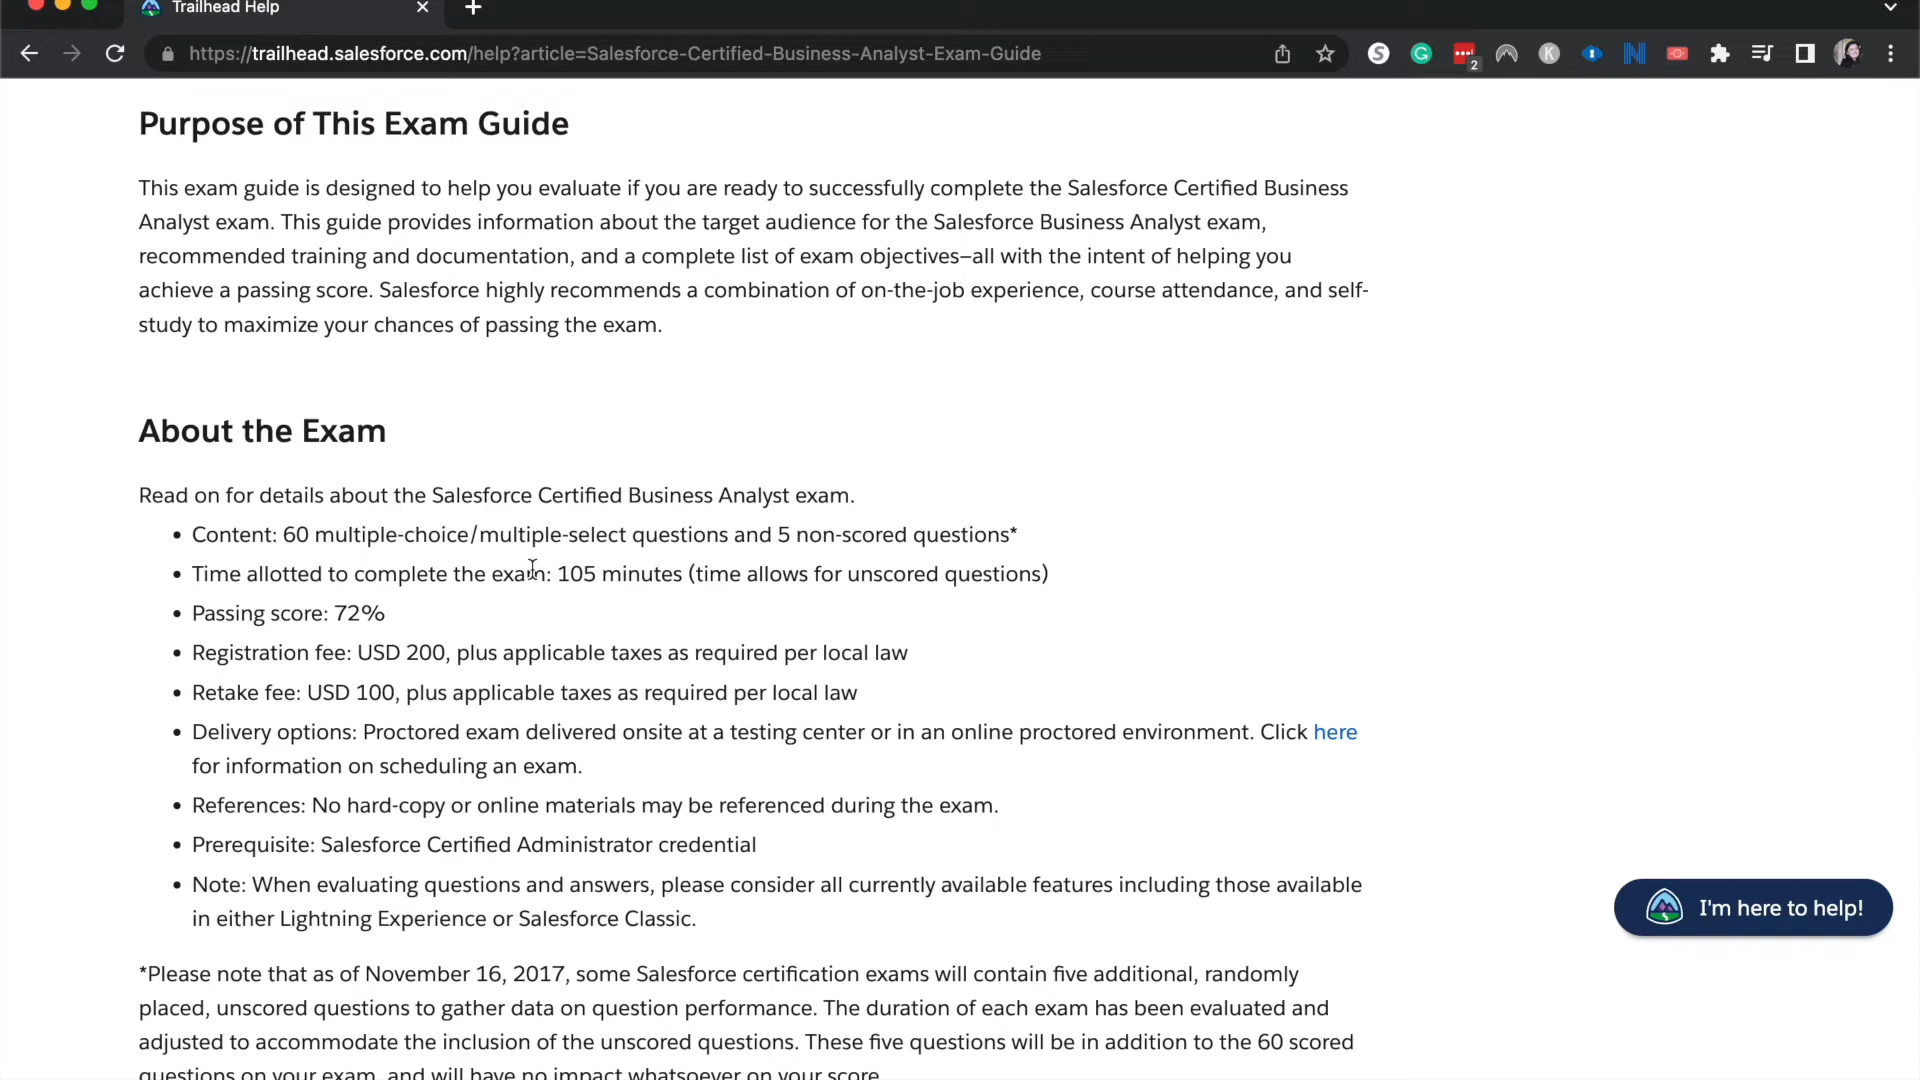 Trailhead Help
https://trailhead.salesforce.com/help?article=Salesforce-Certified-Business-Analyst-Exam-Guide
2
Purpose of This Exam Guide
This exam guide is designed to help you evaluate if you are ready to successfully complete the Salesforce Certified Business
Analyst exam. This guide provides information about the target audience for the Salesforce Business Analyst exam,
recommended training and documentation, and a complete list of exam objectives—all with the intent of helping you
achieve a passing score. Salesforce highly recommends a combination of on-the-job experience, course attendance, and self-
study to maximize your chances of passing the exam.
About the Exam
Read on for details about the Salesforce Certified Business Analyst exam.
• Content: 60 multiple-choice/multiple-select questions and 5 non-scored questions*
• Time allotted to complete the exam: 105 minutes (time allows for unscored questions)
• Passing score: 72%
• Registration fee: USD 200, plus applicable taxes as required per local law
• Retake fee: USD 100, plus applicable taxes as required per local law
• Delivery options: Proctored exam delivered onsite at a testing center or in an online proctored environment. Click here
for information on scheduling an exam.
• References: No hard-copy or online materials may be referenced during the exam.
• Prerequisite: Salesforce Certified Administrator credential
• Note: When evaluating questions and answers, please consider all currently available features including those available
in either Lightning Experience or Salesforce Classic.
I'm here to help!
*Please note that as of November 16, 2017, some Salesforce certification exams will contain five additional, randomly
placed, unscored questions to gather data on question performance. The duration of each exam has been evaluated and
adjusted to accommodate the inclusion of the unscored questions. These five questions will be in addition to the 60 scored
questions on your exam, and will have no impact whatsoever on your score.